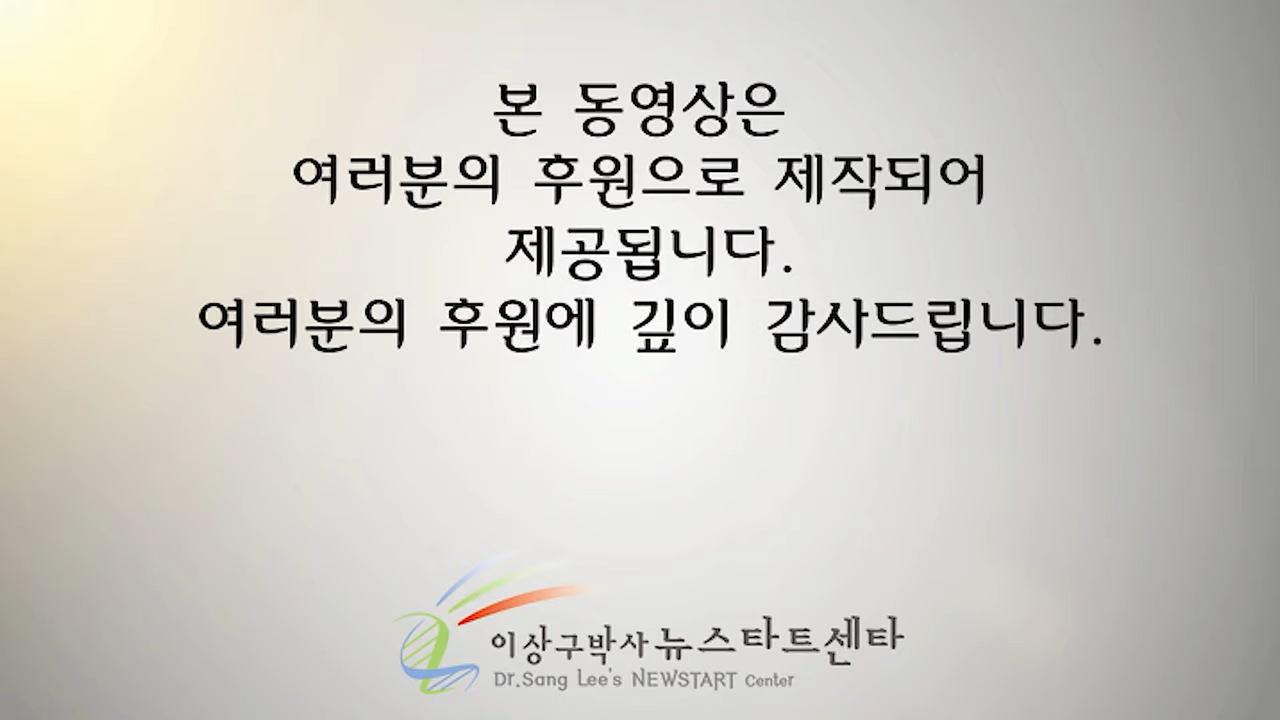 본 동영상은
여러분의 후원으로 제작되어
제공됩니다.
여러분의 후원에 깊이 감사드립니다.
이상구박사 뉴스타트센타
Dr.Sang Lee's NEWSTART Center